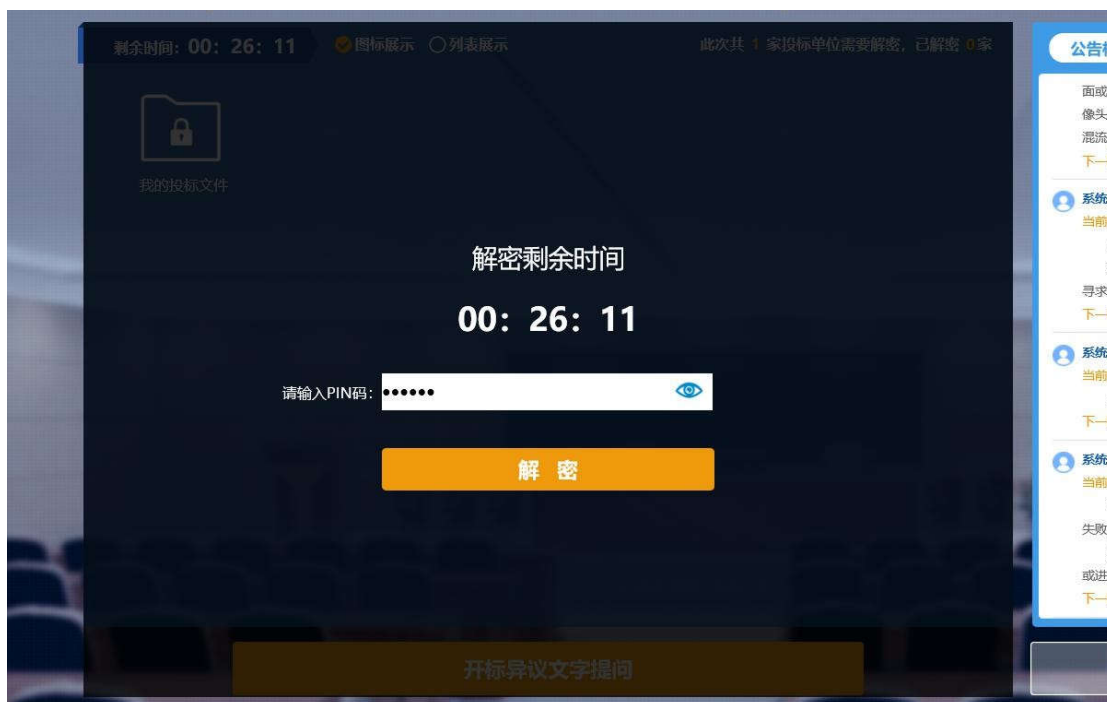 剩余时间：00：26：11
图标展示 列表展示
此次共 1 家投标单位需要解密，已解密 0家
我的投标文件
解密剩余时间
00：26：11
请输入PIN码：••••••
解 密
开标异议文字提问
公告
面或
像头
混流
下一
系统
当前
寻求
下一
系统
当前
下一
系统
当前
失败
或进
下一